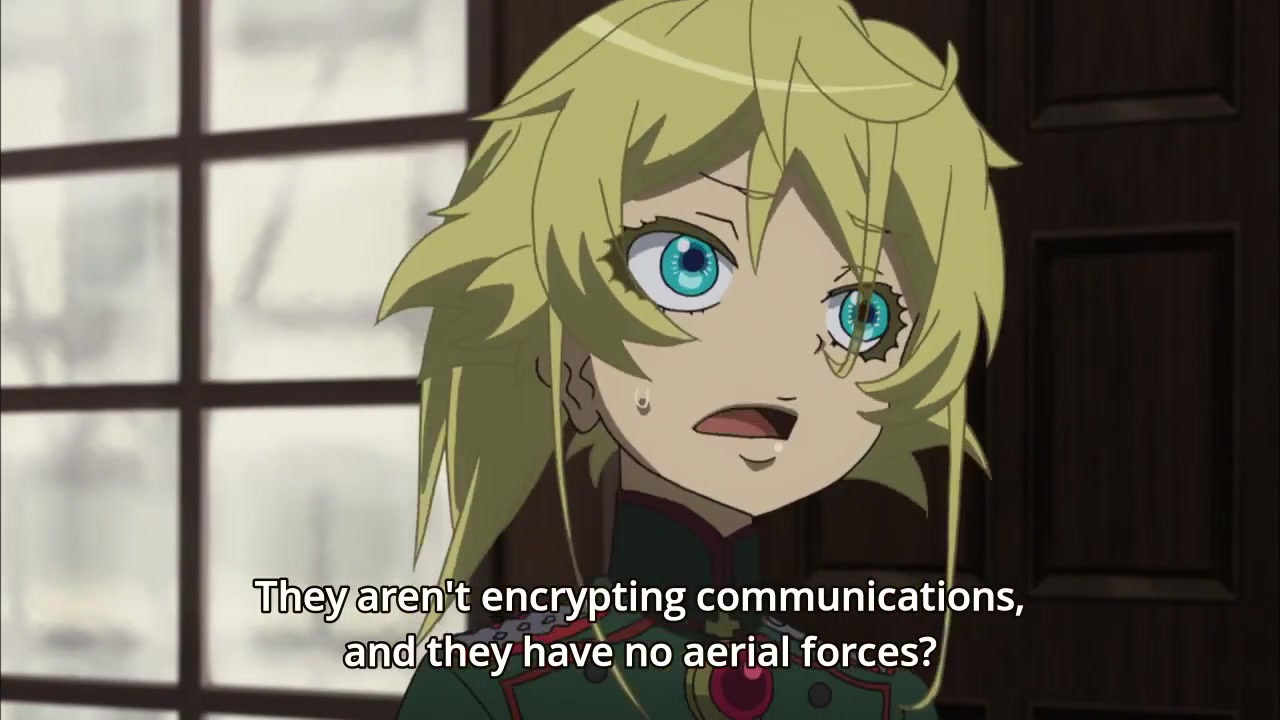 They aren't encrypting communications,
and they have no aerial forces?